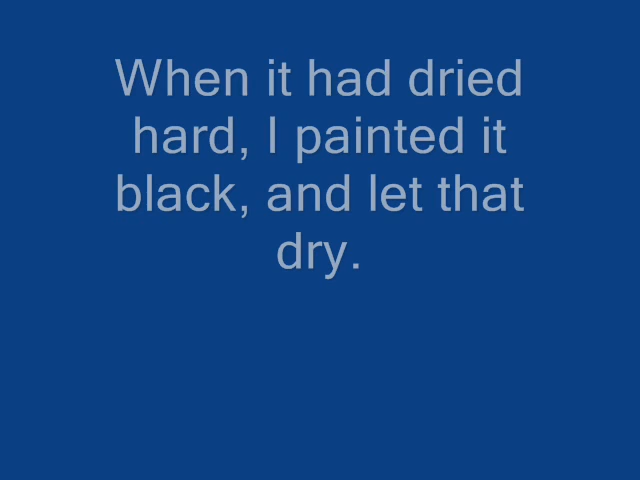 When it had dried
hard, I painted it
black, and let that
dry.